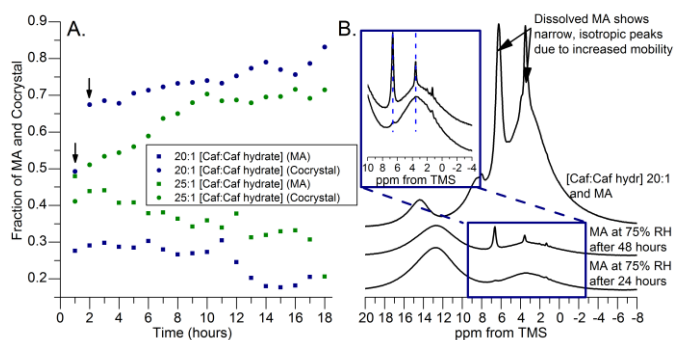 A.
0.9
0.8
0.7
0.6
0.5
0.4
0.3
0.2
Fraction of MA and Cocrystal
20:1 [Caf:Caf hydrate] (MA)
20:1 [Caf:Caf hydrate] (Cocrystal)
25:1 [Caf:Caf hydrate] (MA)
25:1 [Caf:Caf hydrate] (Cocrystal)
0 2 4 6 8 10 12 14 16 18
Time (hours)
B.
Dissolved MA shows
narrow, isotropic peaks
due to increased mobility
10 8 6 4 2 0 -2 -4
ppm from TMS
[Caf:Caf hydr] 20:1
and MA
MA at 75% RH
after 48 hours
MA at 75% RH
after 24 hours
20 18 16 14 12 10 8 6 4 2 0 -2 -4 -6 -8
ppm from TMS